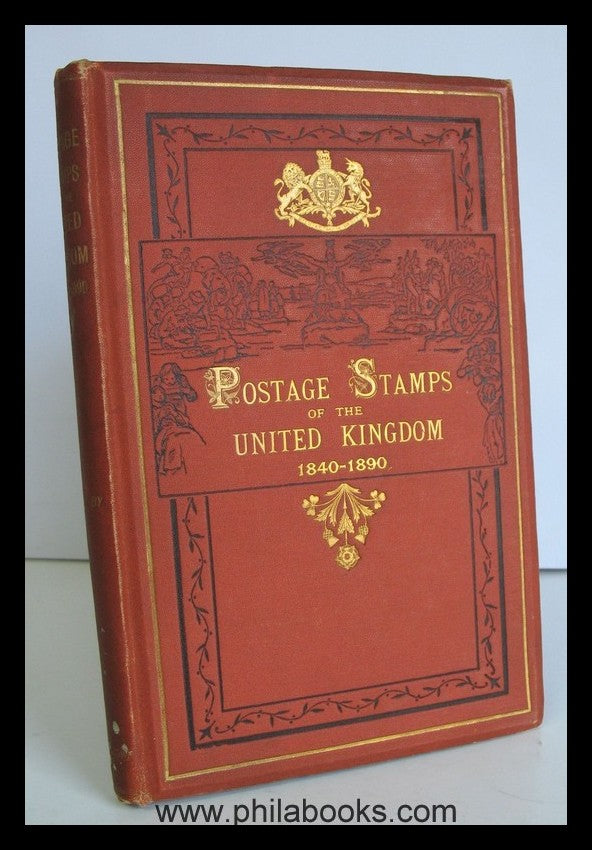 POSTAGE STAMPS
OF THE
UNITED KINGDOM
1840-1890
www.philabooks.com